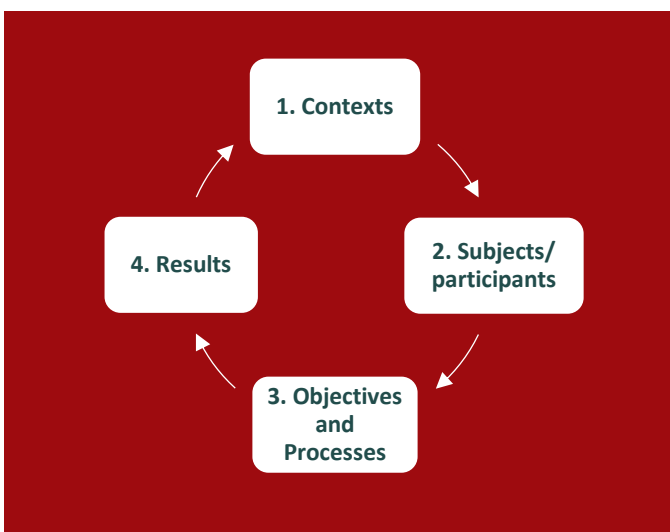 1. Contexts
2. Subjects/
participants
3. Objectives
and
Processes
4. Results